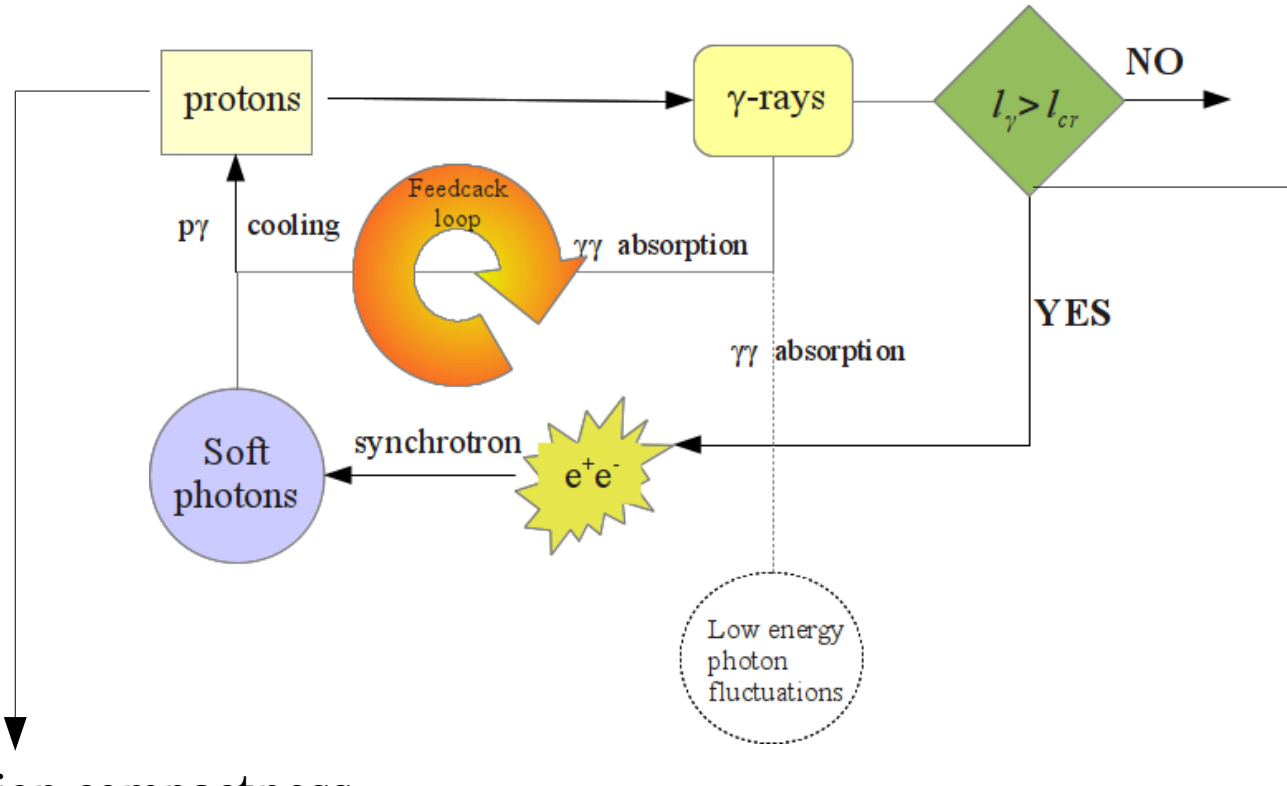 NO
protons
γ-rays
lγ > lcr
Feedcack
loop
pγ cooling
γγ absorption
YES
γγ absorption
synchrotron
Soft
photons
e+e-
Low energy
photon
fluctuations
compactness